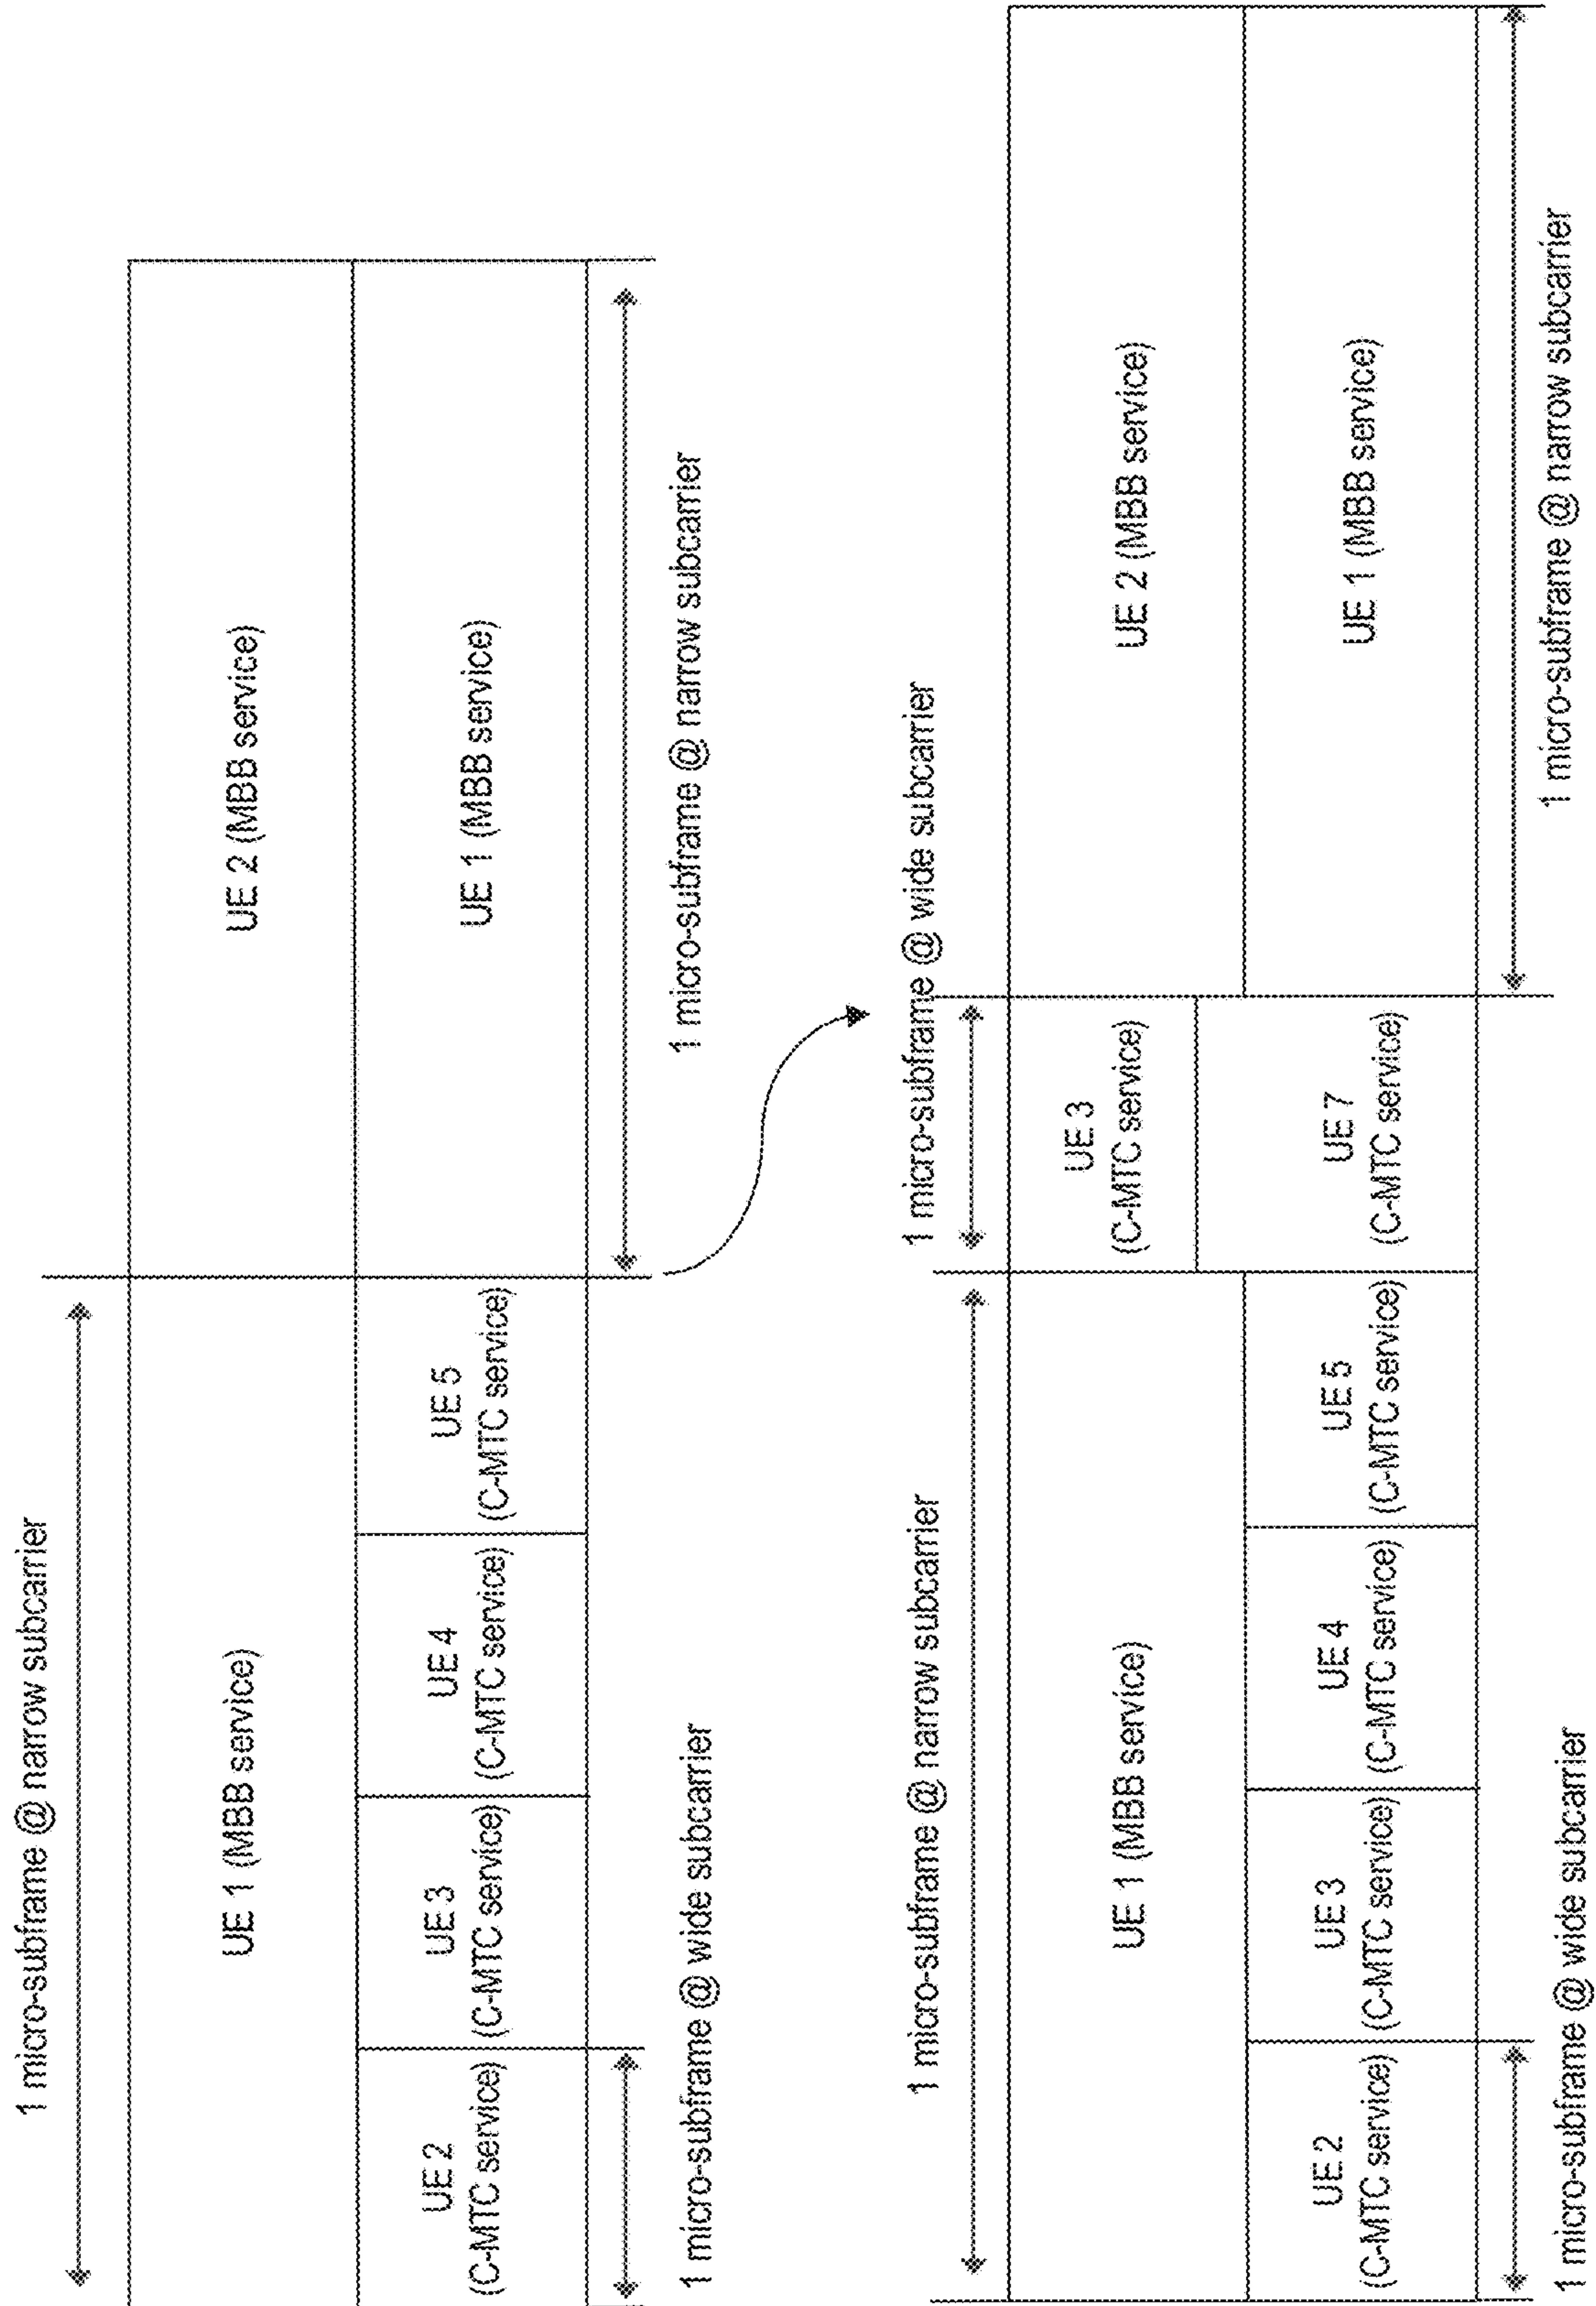 1 micro-subframe @ narrow subcarrier
UE 1 (MBB service)
UE 2 (MBB service)
UE 2
(C-MTC service)
UE 3
(C-MTC service)
UE 4
(C-MTC service)
UE 5
(C-MTC service)
UE 1 (MBB service)
1 micro-subframe @ wide subcarrier
1 micro-subframe @ narrow subcarrier
1 micro-subframe @ narrow subcarrier
1 micro-subframe @ wide subcarrier
UE 1 (MBB service)
UE 3
(C-MTC service)
UE 2 (MBB service)
UE 2
(C-MTC service)
UE 3
(C-MTC service)
UE 4
(C-MTC service)
UE 5
(C-MTC service)
UE 7
(C-MTC service)
UE 1 (MBB service)
1 micro-subframe @ wide subcarrier
1 micro-subframe @ narrow subcarrier